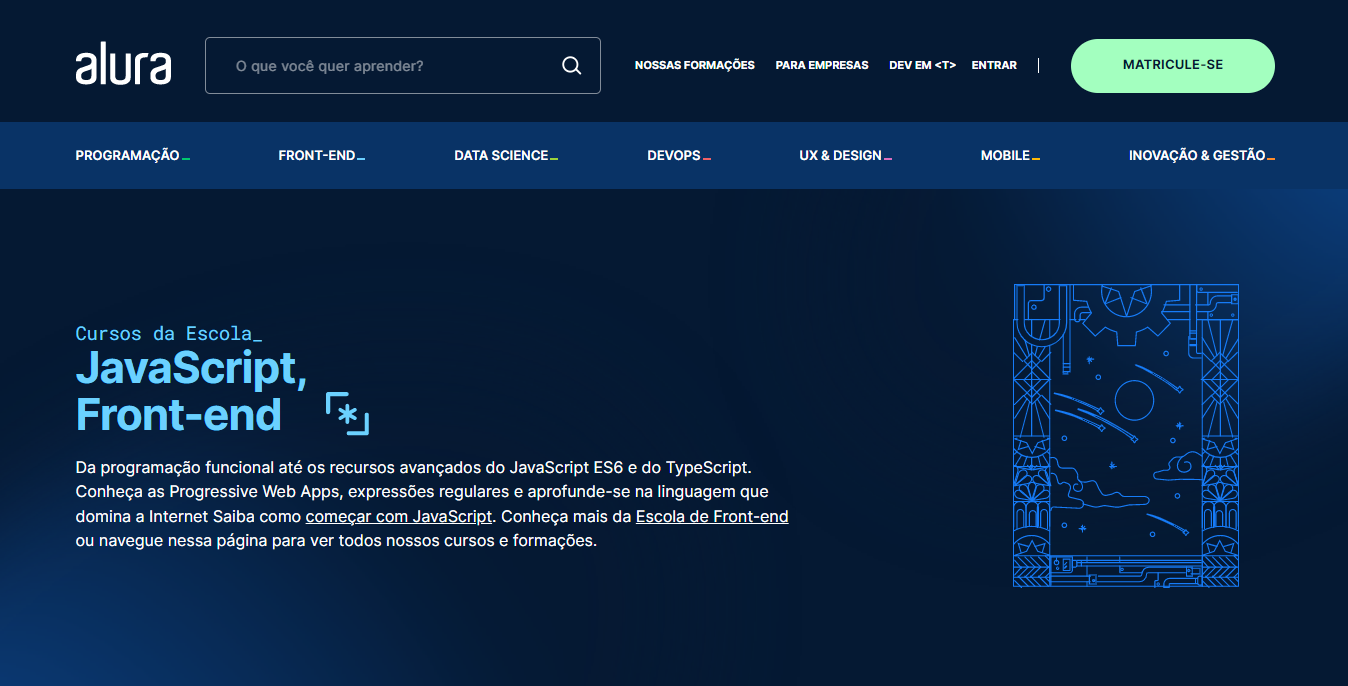 alura
O que você quer aprender?
NOSSAS FORMAÇÕES
PARA EMPRESAS
DEV EM <T>
ENTRAR
MATRICULE-SE
PROGRAMAÇÃO_
FRONT-END_
DATA SCIENCE_
DEVOPS_
UX & DESIGN_
MOBILE_
INOVAÇÃO & GESTÃO_
Cursos da Escola_
JavaScript,
Front-end
Da programação funcional até os recursos avançados do JavaScript ES6 e do TypeScript.
Conheça as Progressive Web Apps, expressões regulares e aprofunde-se na linguagem que
domina a Internet Saiba como começar com JavaScript. Conheça mais da Escola de Front-end
ou navegue nessa página para ver todos nossos cursos e formações.